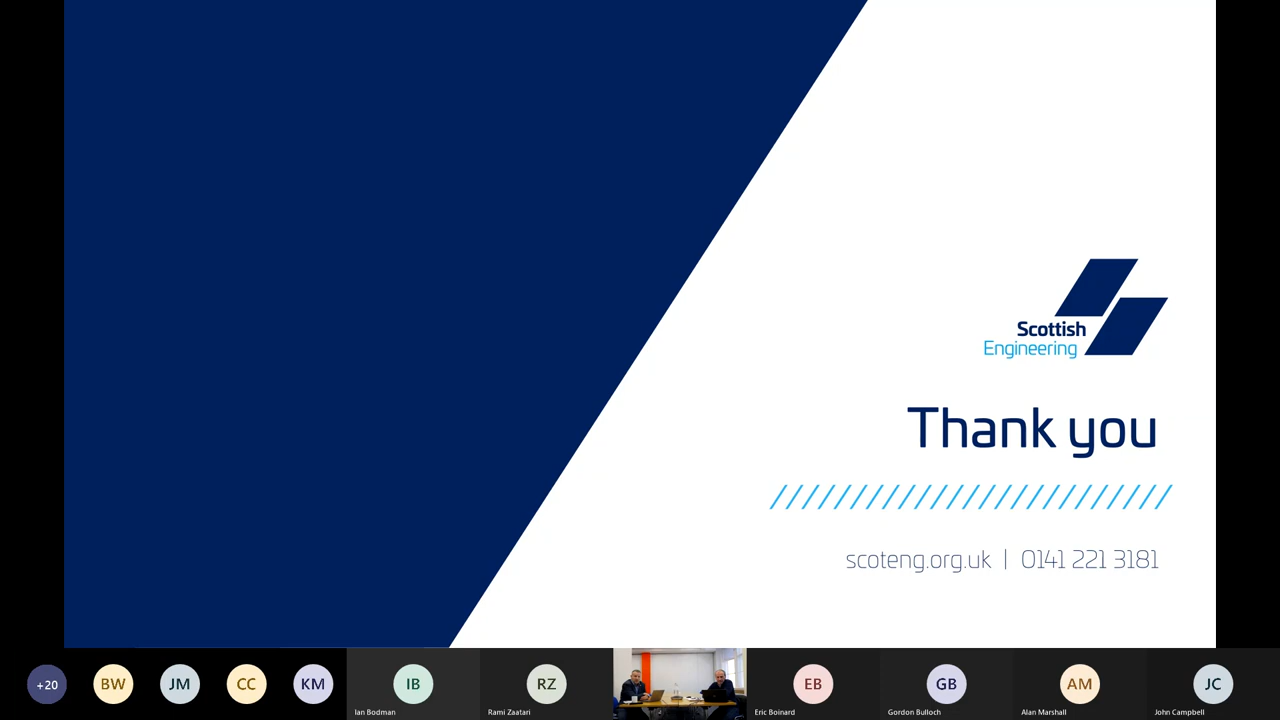 Scottish
Engineering
Thank you
scoteng.org.uk | 0141 221 3181
+20
BW
JM
CC
KM
IB
RZ
EB
GB
AM
JC
Ian Bodman
Rami Zaatari
Eric Boinard
Gordon Bulloch
Alan Marshall
John Campbell